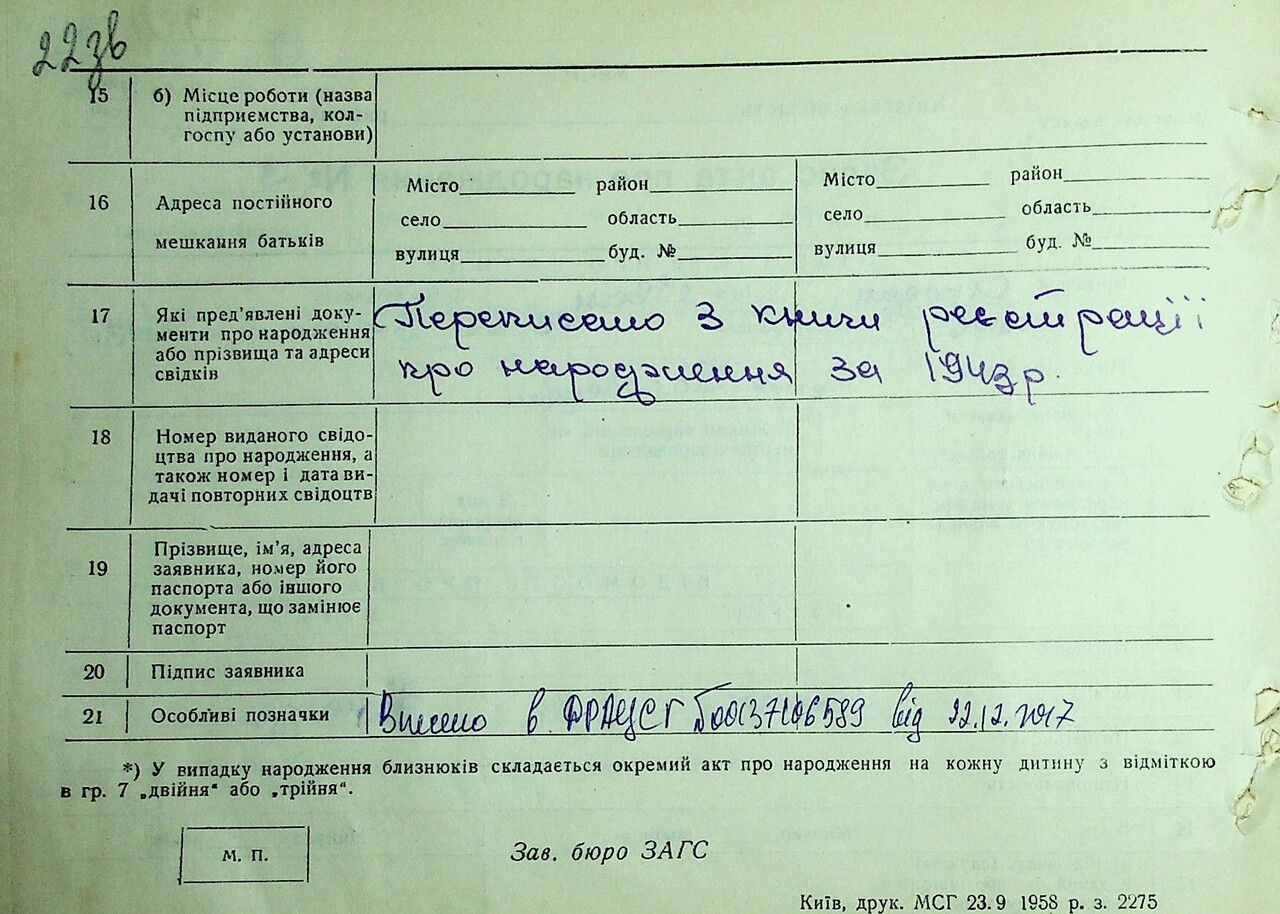 22зв
15 б) Місце роботи (назва
підприємства, кол-
госпу або установи)
16 Адреса постійного
мешкання батьків
Місто район
село область
вулиця буд. №
Місто район
село область
вулиця буд. №
17 Які пред’явлені доку-
менти про народження
або прізвища та адреси
свідків
Переписано з книги реєстрації
про народження за 1943р.
18 Номер виданого свідо-
цтва про народження, а
також номер і дата ви-
дачі повторних свідоцтв
19 Прізвище, ім’я, адреса
заявника, номер його
паспорта або іншого
документа, що замінює
паспорт
20 Підпис заявника
21 Особливі позначки
Внесено в ДРАЦСГ від 22.12.2017
*) У випадку народження близнюків складається окремий акт про народження на кожну дитину з відміткою
в гр. 7 „двійня“ або „трійня“.
М. П.
Зав. бюро ЗАГС
Київ, друк. МСГ 23.9 1958 р. з. 2275